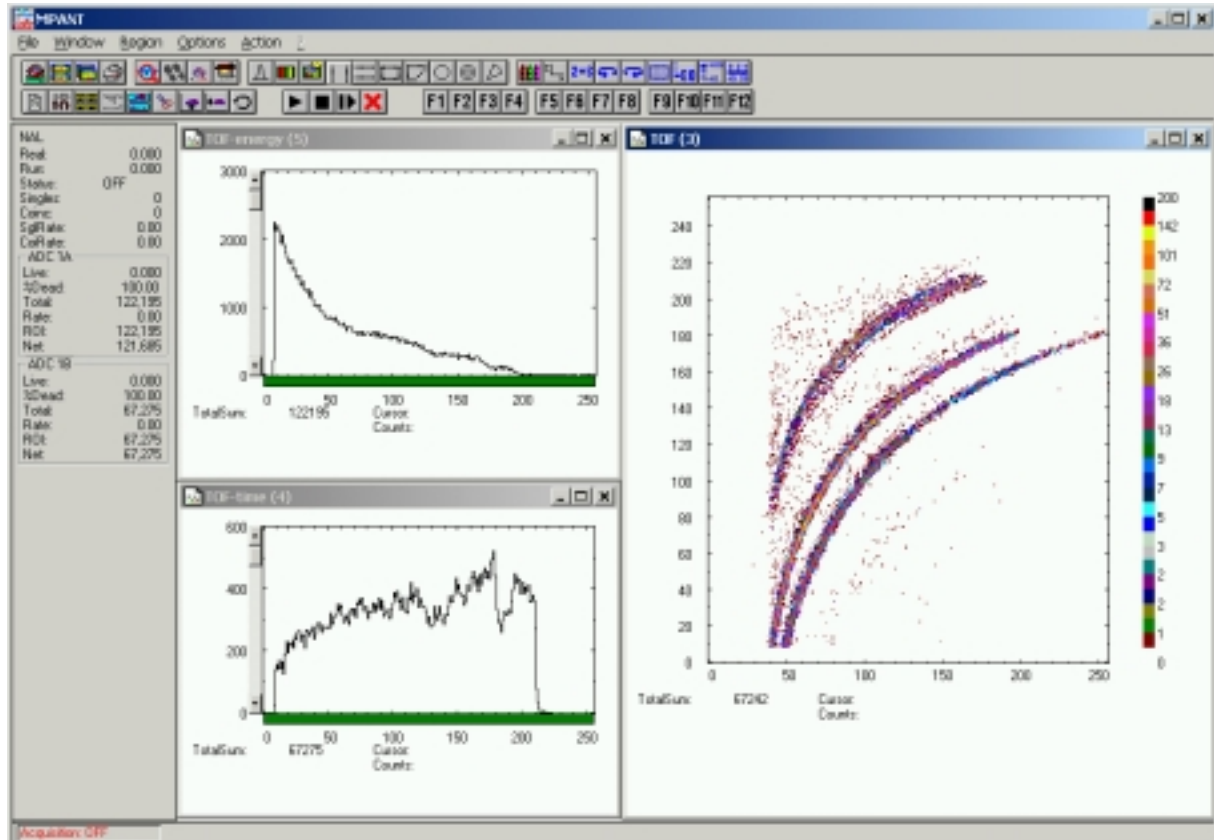 MPANT
File Window Region Options Action ?
F1 F2 F3 F4 F5 F6 F7 F8 F9 F10 F11 F12
NAL
Real: 0.000
Run: 0.000
Status: OFF
Singles: 0
Coinc: 0
SglRate: 0.00
CoiRate: 0.00
ADC 1A
Live: 0.000
%Dead: 100.00
Total: 122,195
Rate: 0.00
ROI: 122,195
Net: 121,685
ADC 1B
Live: 0.000
%Dead: 100.00
Total: 67,275
Rate: 0.00
ROI: 67,275
Net: 67,275
TOF-energy (5)
3000
2000
1000
0
0 50 100 150 200 250
TotalSum: 122195 Cursor:
Counts:
TOF-time (4)
600
400
200
0
0 50 100 150 200 250
TotalSum: 67275 Cursor:
Counts:
TOF (3)
240
220
200
180
160
140
120
100
80
60
40
20
0
0 50 100 150 200 250
200
142
101
72
51
36
26
18
13
9
7
5
3
2
2
1
0
TotalSum: 67242 Cursor:
Counts:
Acquisition: OFF